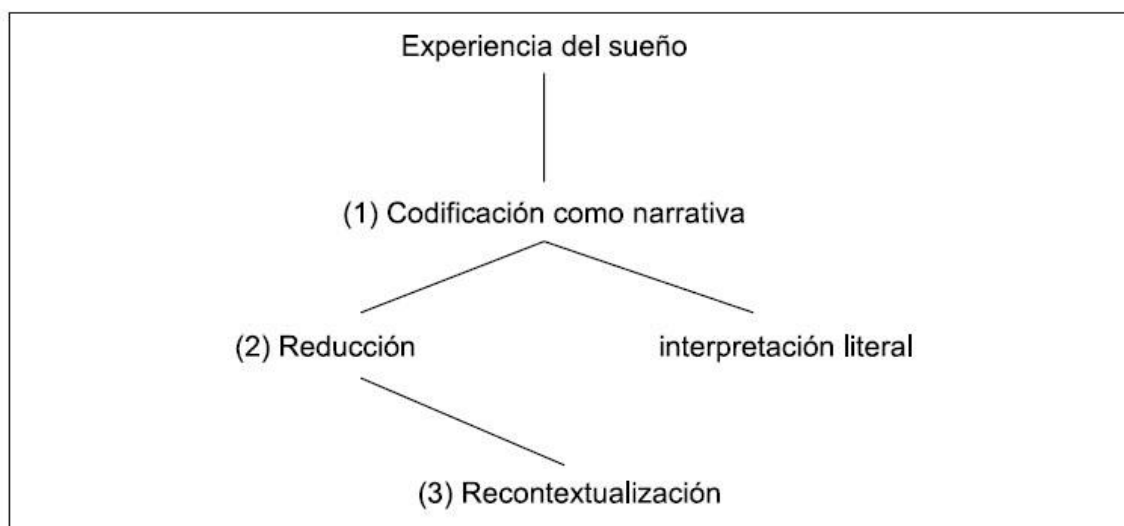 Experiencia del sueño
(1) Codificación como narrativa
(2) Reducción
interpretación literal
(3) Recontextualización